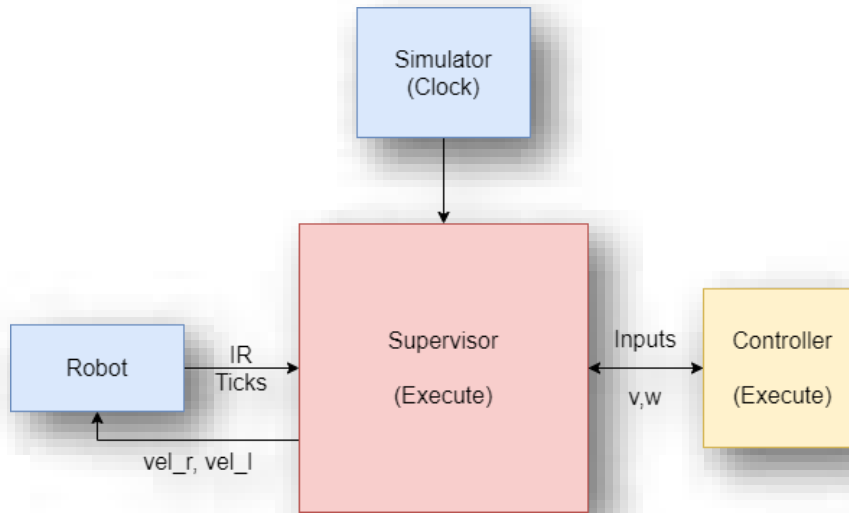 Simulator
(Clock)
Supervisor
(Execute)
Inputs
v,w
Controller
(Execute)
Robot
IR
Ticks
vel_r, vel_l